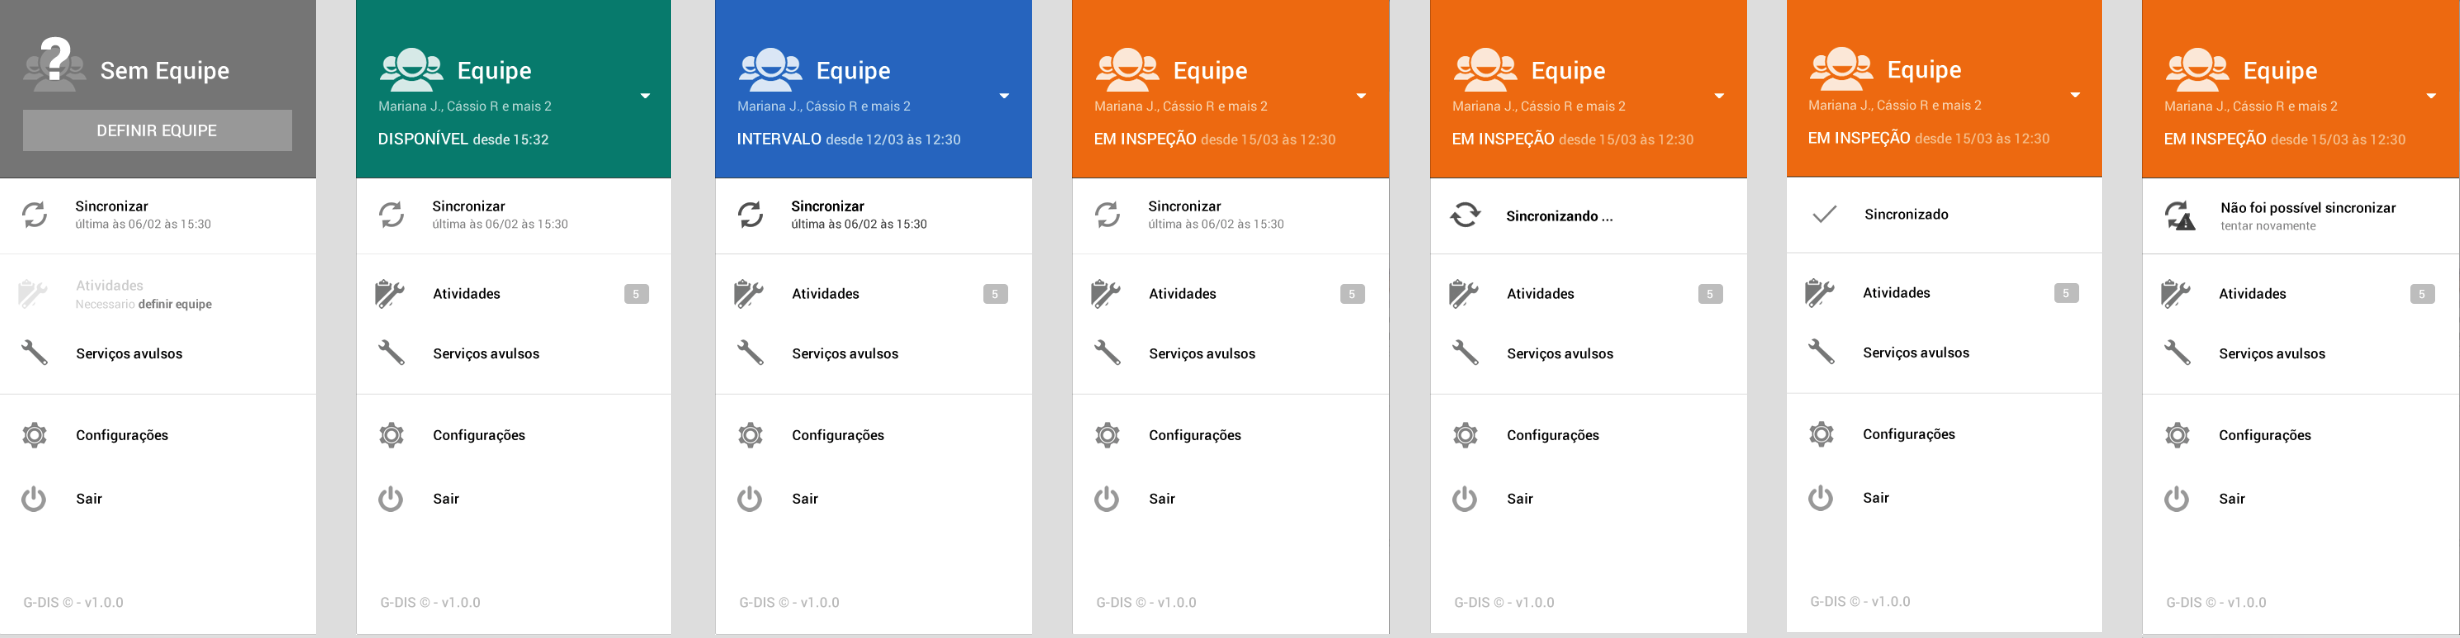 ?
Sem Equipe
DEFINIR EQUIPE
Sincronizar
última às 06/02 às 15:30
Atividades
Necessario definir equipe
Serviços avulsos
Configurações
Sair
G-DIS © - v1.0.0
Equipe
Mariana J., Cássio R e mais 2
DISPONÍVEL desde 15:32
Sincronizar
última às 06/02 às 15:30
Atividades 5
Serviços avulsos
Configurações
Sair
G-DIS © - v1.0.0
Equipe
Mariana J., Cássio R e mais 2
INTERVALO desde 12/03 às 12:30
Sincronizar
última às 06/02 às 15:30
Atividades 5
Serviços avulsos
Configurações
Sair
G-DIS © - v1.0.0
Equipe
Mariana J., Cássio R e mais 2
EM INSPEÇÃO desde 15/03 às 12:30
Sincronizar
última às 06/02 às 15:30
Atividades 5
Serviços avulsos
Configurações
Sair
G-DIS © - v1.0.0
Equipe
Mariana J., Cássio R e mais 2
EM INSPEÇÃO desde 15/03 às 12:30
Sincronizando ...
Atividades 5
Serviços avulsos
Configurações
Sair
G-DIS © - v1.0.0
Equipe
Mariana J., Cássio R e mais 2
EM INSPEÇÃO desde 15/03 às 12:30
Sincronizado
Atividades 5
Serviços avulsos
Configurações
Sair
G-DIS © - v1.0.0
Equipe
Mariana J., Cássio R e mais 2
EM INSPEÇÃO desde 15/03 às 12:30
Não foi possível sincronizar
tentar novamente
Atividades 5
Serviços avulsos
Configurações
Sair
G-DIS © - v1.0.0